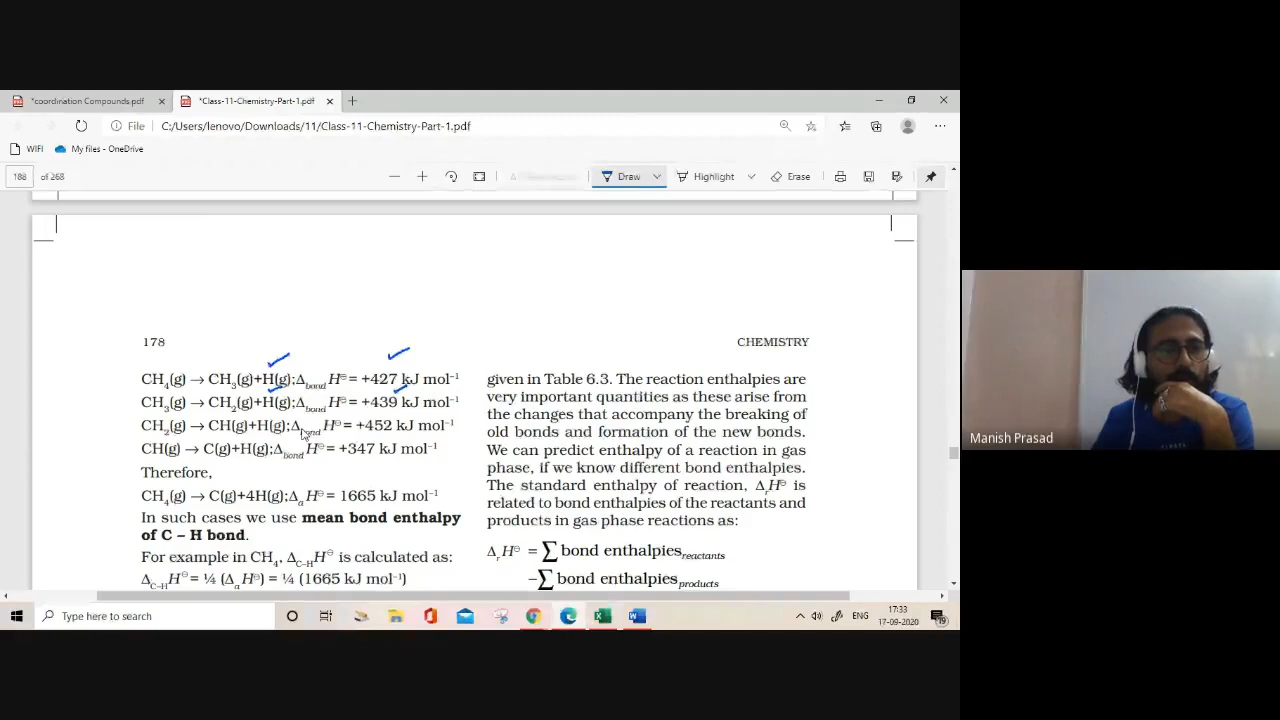 *coordination Compounds.pdf
*Class-11-Chemistry-Part-1.pdf
File C:/Users/lenovo/Downloads/11/Class-11-Chemistry-Part-1.pdf
WIFI My files - OneDrive
188 of 268 Draw Highlight Erase
178 CHEMISTRY
CH₄(g) → CH₃(g)+H(g);Δbond H⊖ = +427 kJ mol⁻¹
CH₃(g) → CH₂(g)+H(g);Δbond H⊖ = +439 kJ mol⁻¹
CH₂(g) → CH(g)+H(g);Δbond H⊖ = +452 kJ mol⁻¹
CH(g) → C(g)+H(g);Δbond H⊖ = +347 kJ mol⁻¹
Therefore,
CH₄(g) → C(g)+4H(g);ΔₐH⊖ = 1665 kJ mol⁻¹
In such cases we use mean bond enthalpy
of C – H bond.
For example in CH₄, ΔC–HH⊖ is calculated as:
ΔC–HH⊖ = ¼ (ΔₐH⊖) = ¼ (1665 kJ mol⁻¹)
given in Table 6.3. The reaction enthalpies are
very important quantities as these arise from
the changes that accompany the breaking of
old bonds and formation of the new bonds.
We can predict enthalpy of a reaction in gas
phase, if we know different bond enthalpies.
The standard enthalpy of reaction, ΔᵣH⊖ is
related to bond enthalpies of the reactants and
products in gas phase reactions as:
ΔᵣH⊖ = ∑ bond enthalpies reactants
–∑ bond enthalpies products
Manish Prasad
Type here to search
ENG
17:33
17-09-2020